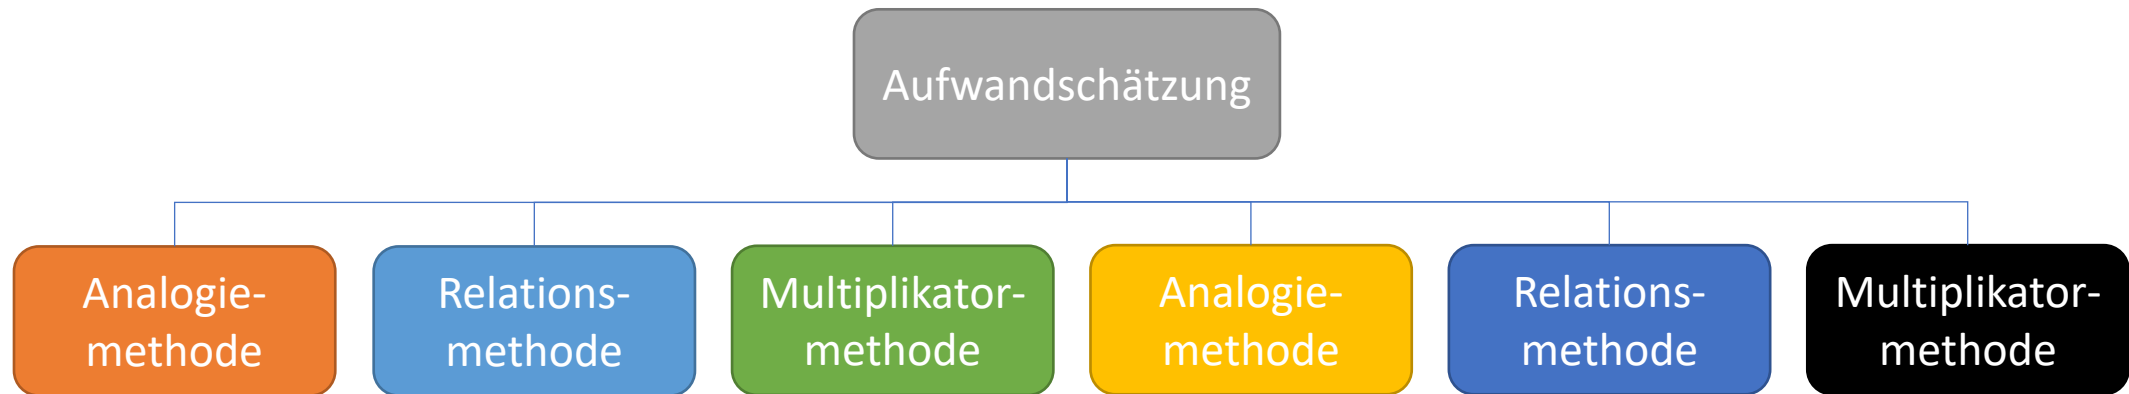 Aufwandschätzung
Analogie-
methode
Relations-
methode
Multiplikator-
methode
Analogie-
methode
Relations-
methode
Multiplikator-
methode